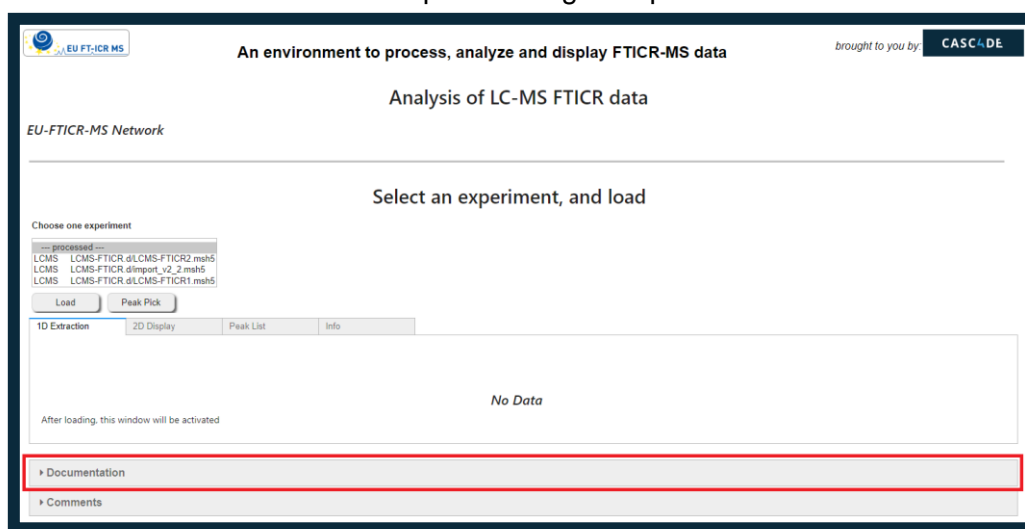 EU FT-ICR MS
An environment to process, analyze and display FTICR-MS data
brought to you by:
CASC4DE
Analysis of LC-MS FTICR data
EU-FTICR-MS Network
Select an experiment, and load
Choose one experiment
--- processed ---
LCMS LCMS-FTICR.d/LCMS-FTICR2.msh5
LCMS LCMS-FTICR.d/import_v2_2.msh5
LCMS LCMS-FTICR.d/LCMS-FTICR1.msh5
Load Peak Pick
1D Extraction 2D Display Peak List Info
No Data
After loading, this window will be activated
Documentation
Comments